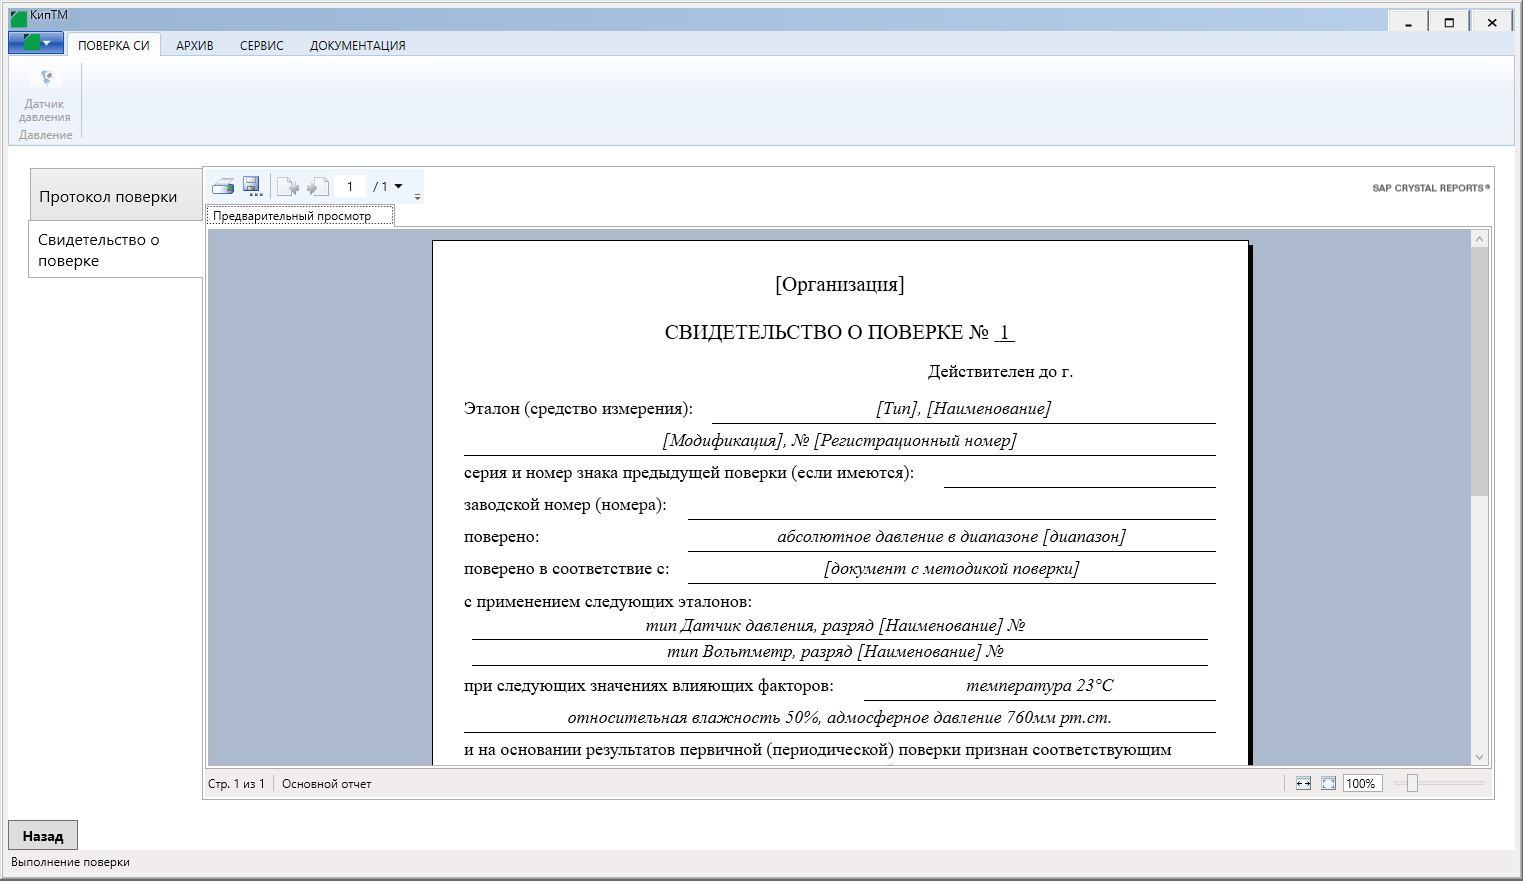 КипТМ
ПОВЕРКА СИ
АРХИВ
СЕРВИС
ДОКУМЕНТАЦИЯ
Датчик
давления
Давление
Протокол поверки
Свидетельство о
поверке
1
/ 1
SAP CRYSTAL REPORTS®
Предварительный просмотр
[Организация]
СВИДЕТЕЛЬСТВО О ПОВЕРКЕ № 1
Действителен до г.
Эталон (средство измерения): [Тип], [Наименование]
[Модификация], № [Регистрационный номер]
серия и номер знака предыдущей поверки (если имеются):
заводской номер (номера):
поверено: абсолютное давление в диапазоне [диапазон]
поверено в соответствие с: [документ с методикой поверки]
с применением следующих эталонов:
тип Датчик давления, разряд [Наименование] №
тип Вольтметр, разряд [Наименование] №
при следующих значениях влияющих факторов: температура 23°C
относительная влажность 50%, адмосферное давление 760мм рт.ст.
и на основании результатов первичной (периодической) поверки признан соответствующим
Стр. 1 из 1
Основной отчет
100%
Назад
Выполнение поверки